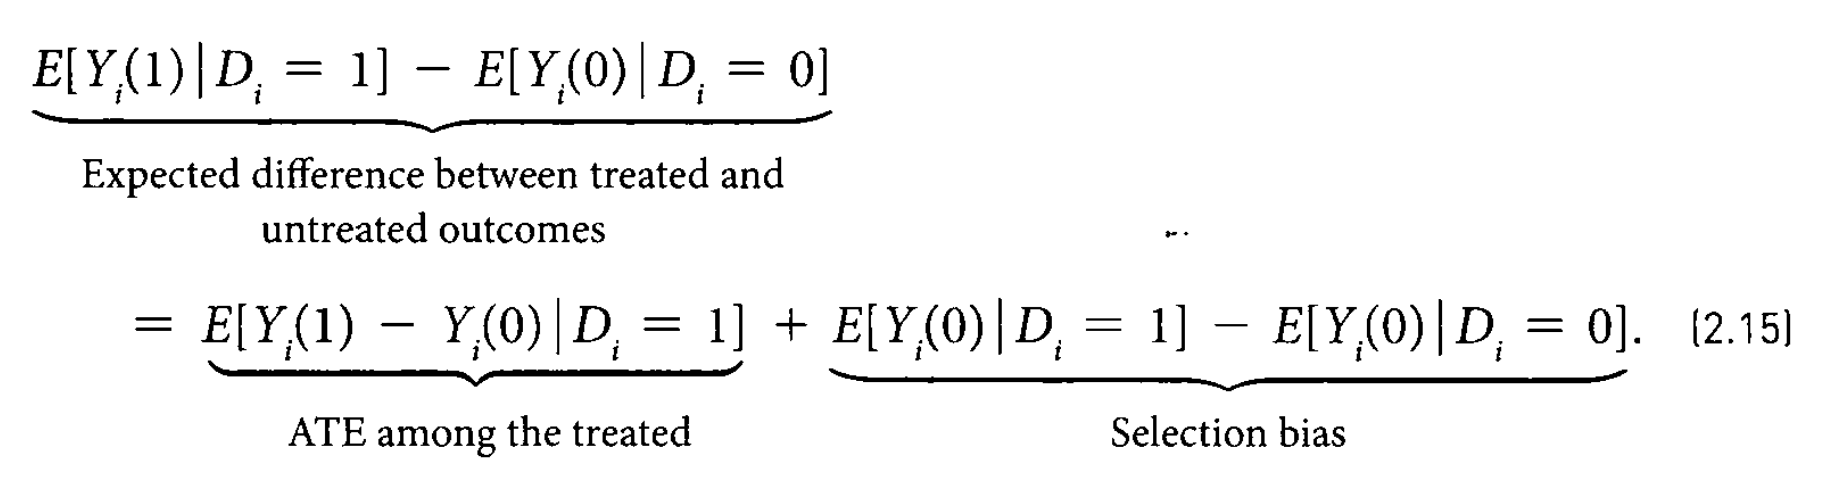 E[Y_i(1)|D_i = 1] − E[Y_i(0)|D_i = 0]
Expected difference between treated and
untreated outcomes
= E[Y_i(1) − Y_i(0)|D_i = 1] + E[Y_i(0)|D_i = 1] − E[Y_i(0)|D_i = 0]. (2.15)
ATE among the treated Selection bias